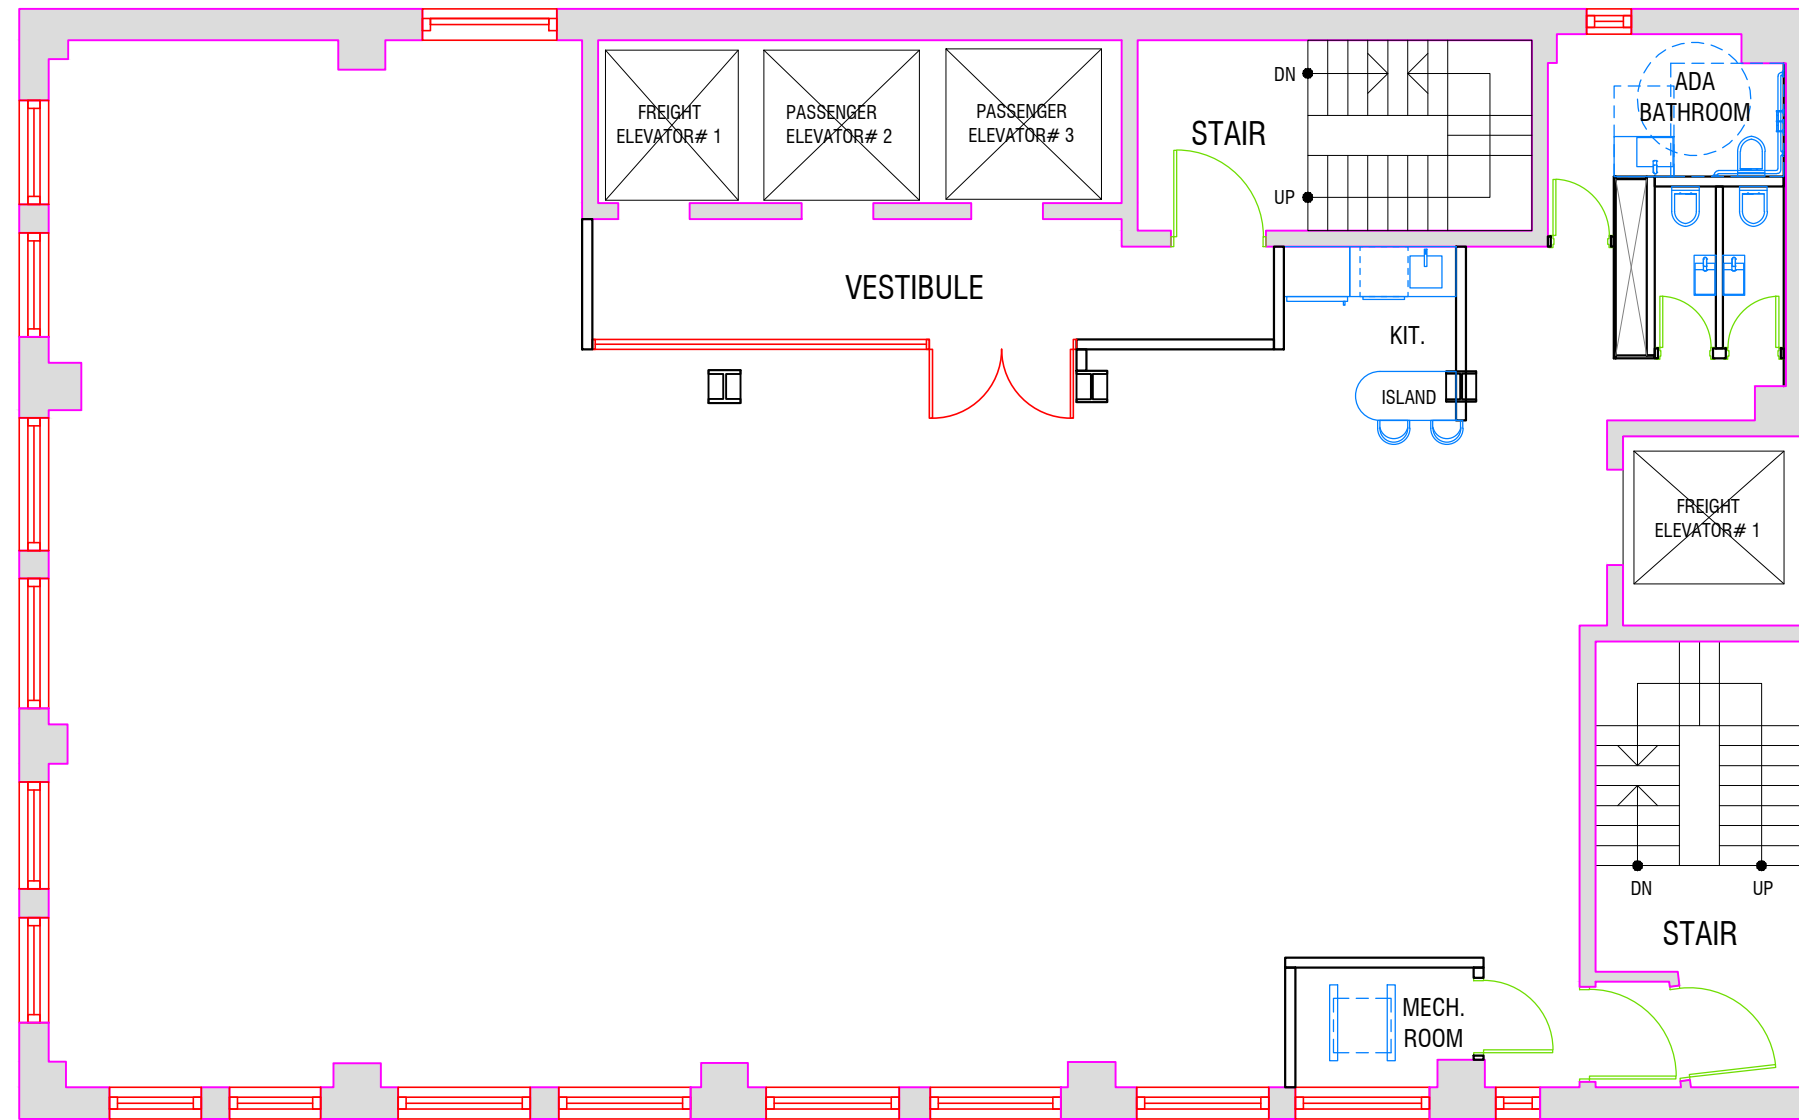 FREIGHT
ELEVATOR# 1
PASSENGER
ELEVATOR# 2
PASSENGER
ELEVATOR# 3
DN
STAIR
UP
ADA
BATHROOM
VESTIBULE
KIT.
ISLAND
FREIGHT
ELEVATOR# 1
DN
UP
STAIR
MECH.
ROOM